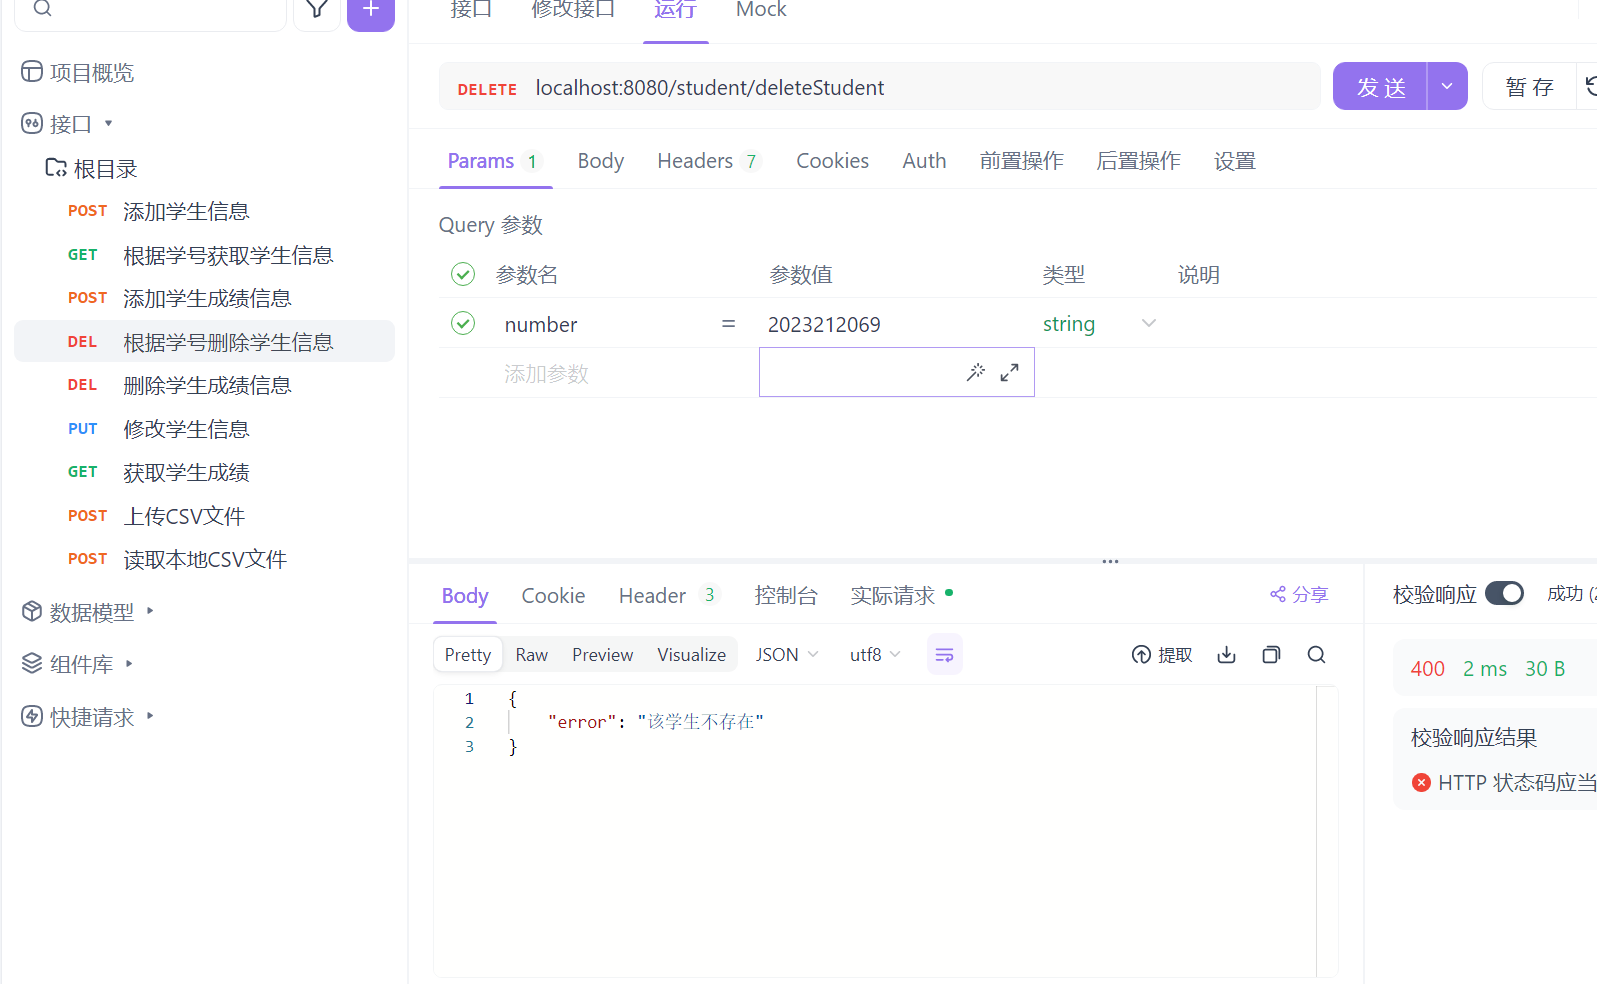 接口 修改接口 运行 Mock
项目概览
接口
根目录
POST 添加学生信息
GET 根据学号获取学生信息
POST 添加学生成绩信息
DEL 根据学号删除学生信息
DEL 删除学生成绩信息
PUT 修改学生信息
GET 获取学生成绩
POST 上传CSV文件
POST 读取本地CSV文件
数据模型
组件库
快捷请求
DELETE localhost:8080/student/deleteStudent
发送
暂存
Params 1 Body Headers 7 Cookies Auth 前置操作 后置操作 设置
Query 参数
参数名 参数值 类型 说明
number = 2023212069 string
添加参数
Body Cookie Header 3 控制台 实际请求
分享
Pretty Raw Preview Visualize JSON utf8
提取
1 {
2 "error": "该学生不存在"
3 }
校验响应 成功 (2
400 2 ms 30 B
校验响应结果
HTTP 状态码应当